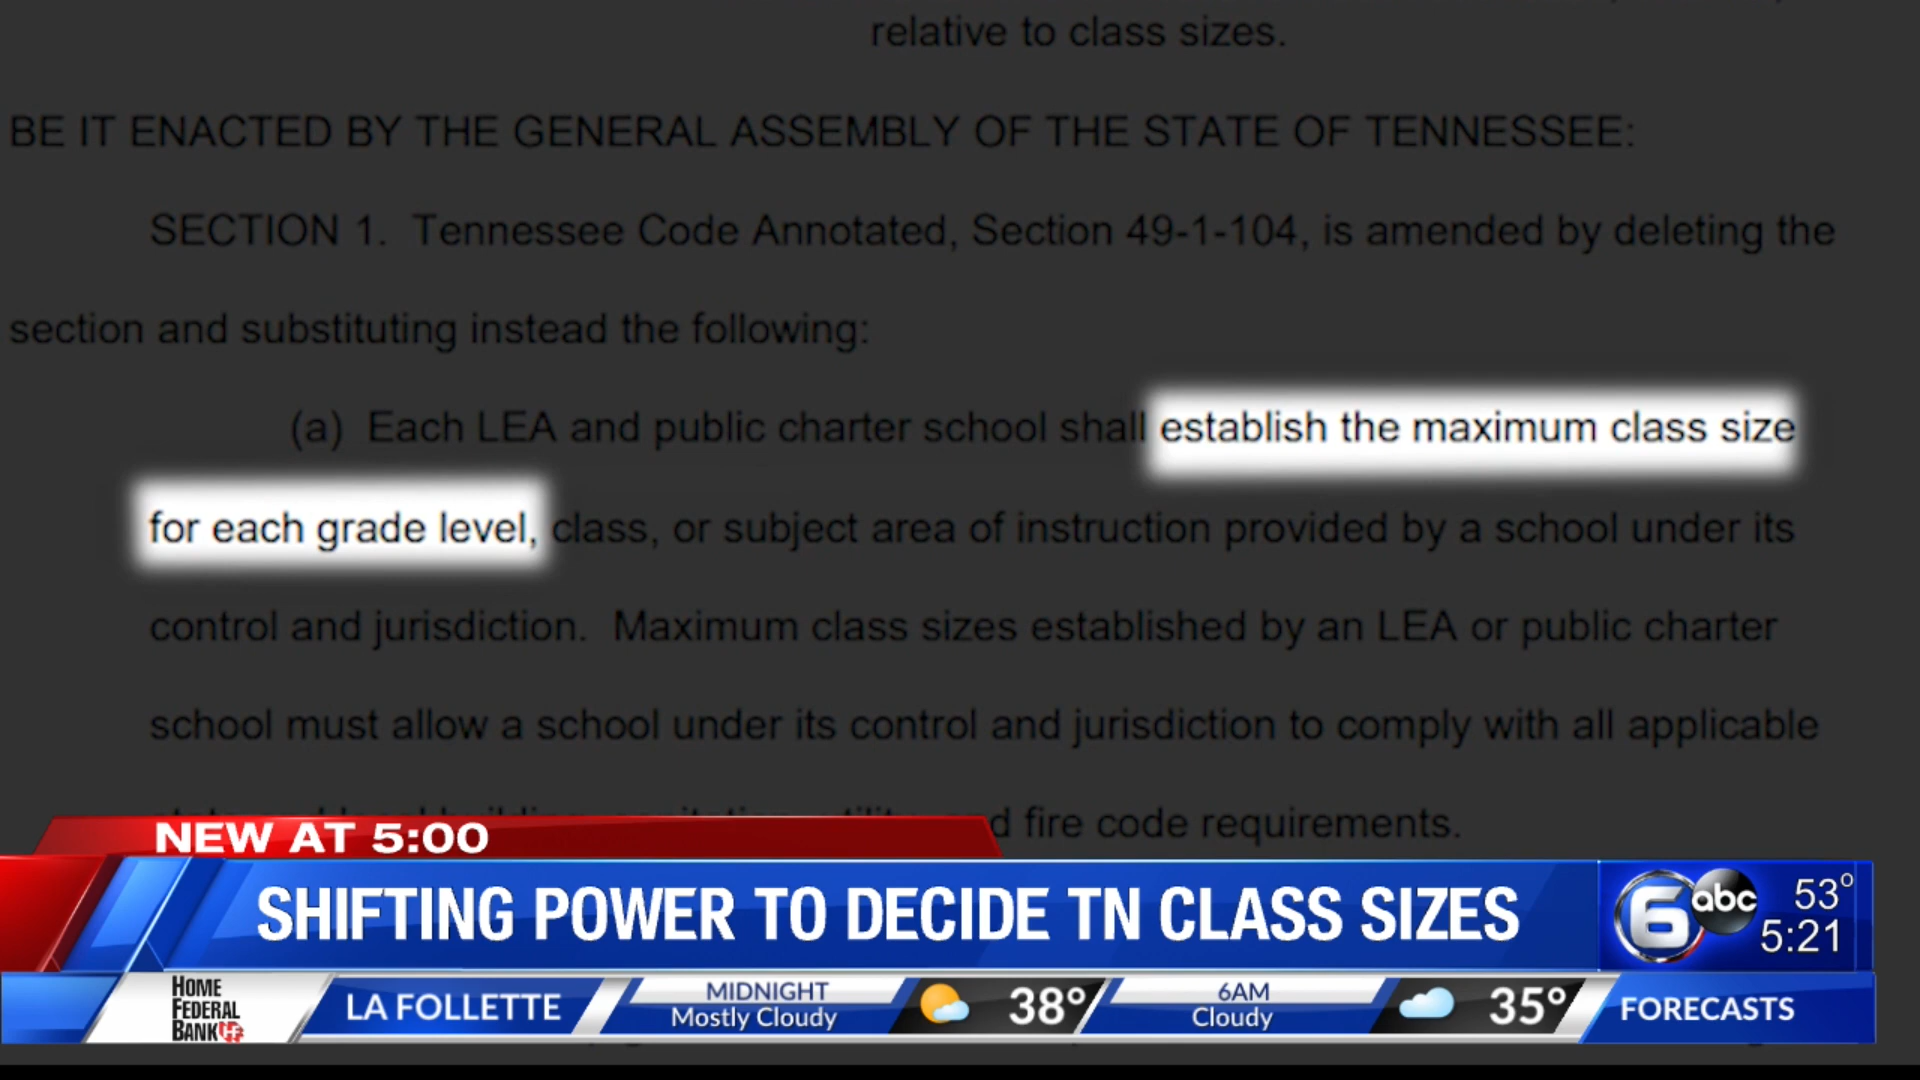 relative to class sizes.
BE IT ENACTED BY THE GENERAL ASSEMBLY OF THE STATE OF TENNESSEE:
SECTION 1. Tennessee Code Annotated, Section 49-1-104, is amended by deleting the
section and substituting instead the following:
(a) Each LEA and public charter school shall establish the maximum class size
for each grade level, class, or subject area of instruction provided by a school under its
control and jurisdiction. Maximum class sizes established by an LEA or public charter
school must allow a school under its control and jurisdiction to comply with all applicable
fire code requirements.
NEW AT 5:00
SHIFTING POWER TO DECIDE TN CLASS SIZES
6 abc 53°
5:21
HOME
FEDERAL
BANK HF
LA FOLLETTE
MIDNIGHT
Mostly Cloudy
38°
6AM
Cloudy
35°
FORECASTS